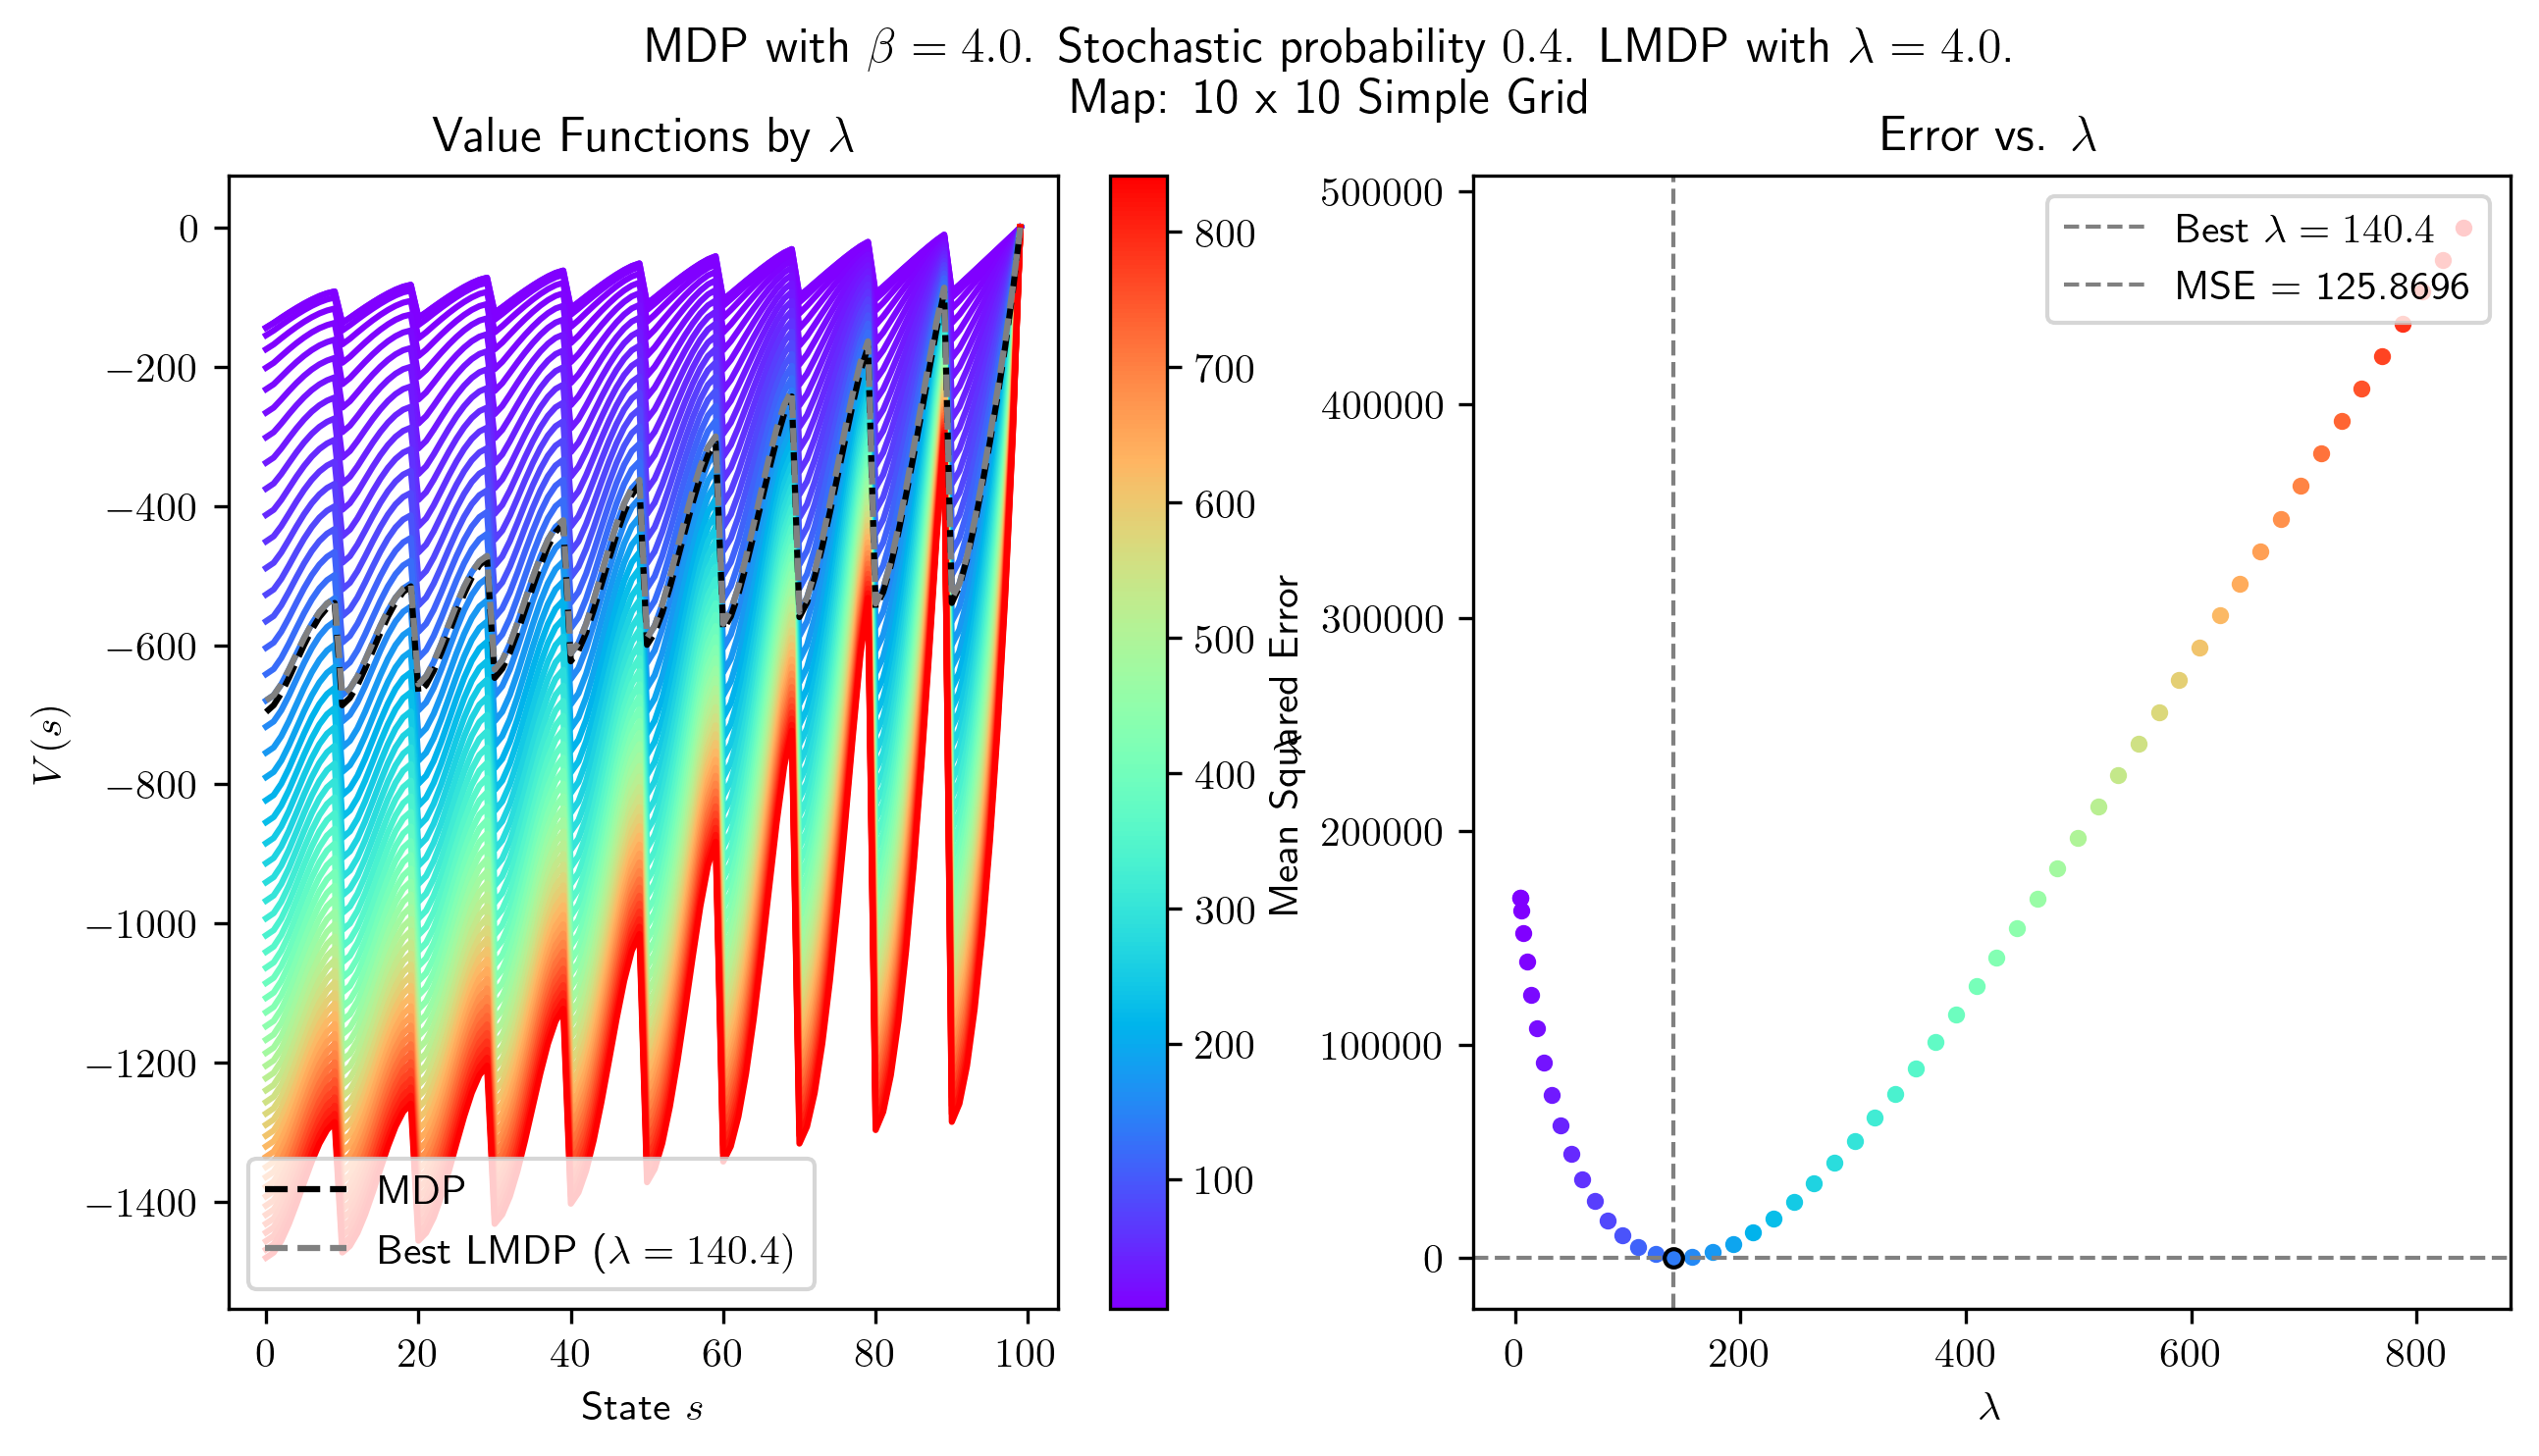 MDP with β = 4.0. Stochastic probability 0.4. LMDP with λ = 4.0.
Map: 10 x 10 Simple Grid
Value Functions by λ
0
−200
−400
−600
−800
−1000
−1200
−1400
V(s)
0
20
40
60
80
100
State s
MDP
Best LMDP (λ = 140.4)
800
700
600
500
400
300
200
100
λ
Error vs. λ
500000
400000
300000
200000
100000
0
Mean Squared Error
0
200
400
600
800
λ
Best λ = 140.4
MSE = 125.8696